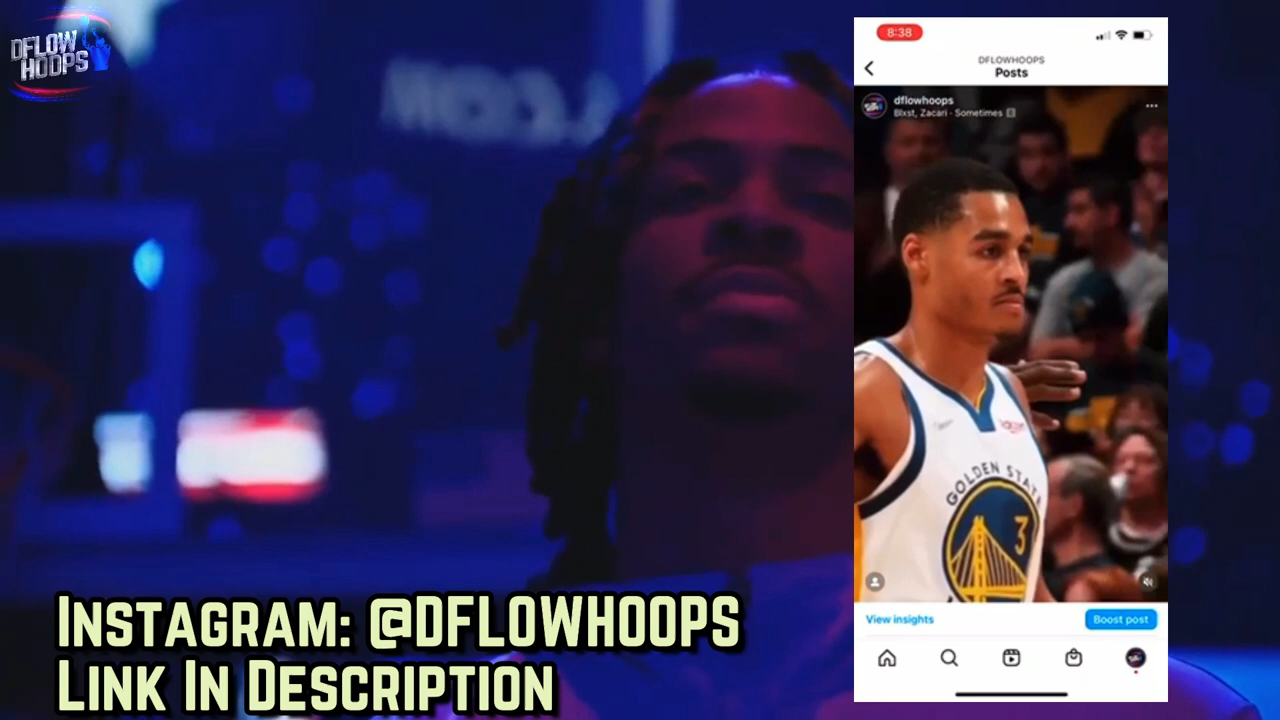 DFLOW
HOOPS
8:38
DFLOWHOOPS
Posts
dflowhoops
Blxst, Zacari · Sometimes E
GOLDEN STATE
3
View insights
Boost post
INSTAGRAM: @DFLOWHOOPS
LINK IN DESCRIPTION